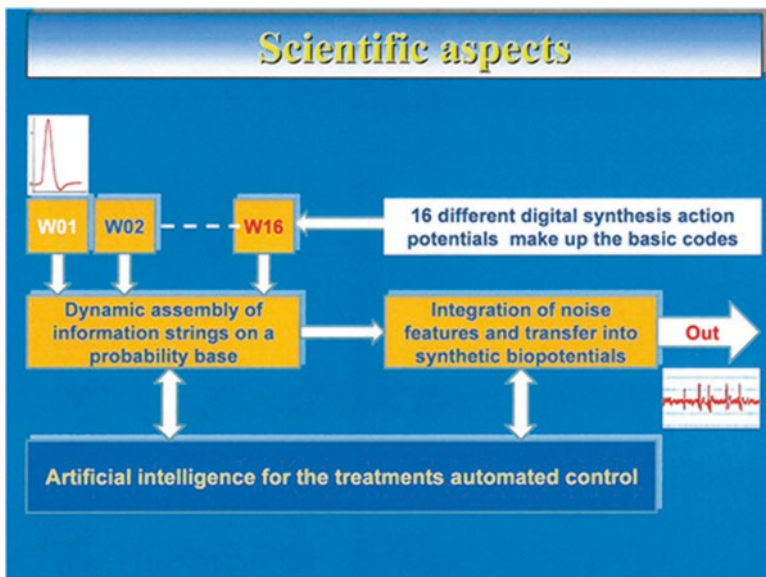 Scientific aspects
W01
W02
W16
16 different digital synthesis action
potentials make up the basic codes
Dynamic assembly of
information strings on a
probability base
Integration of noise
features and transfer into
synthetic biopotentials
Out
Artificial intelligence for the treatments automated control